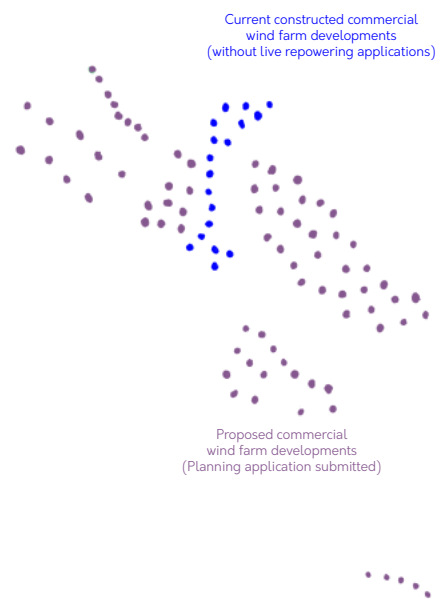 Current constructed commercial
wind farm developments
(without live repowering applications)
Proposed commercial
wind farm developments
(Planning application submitted)